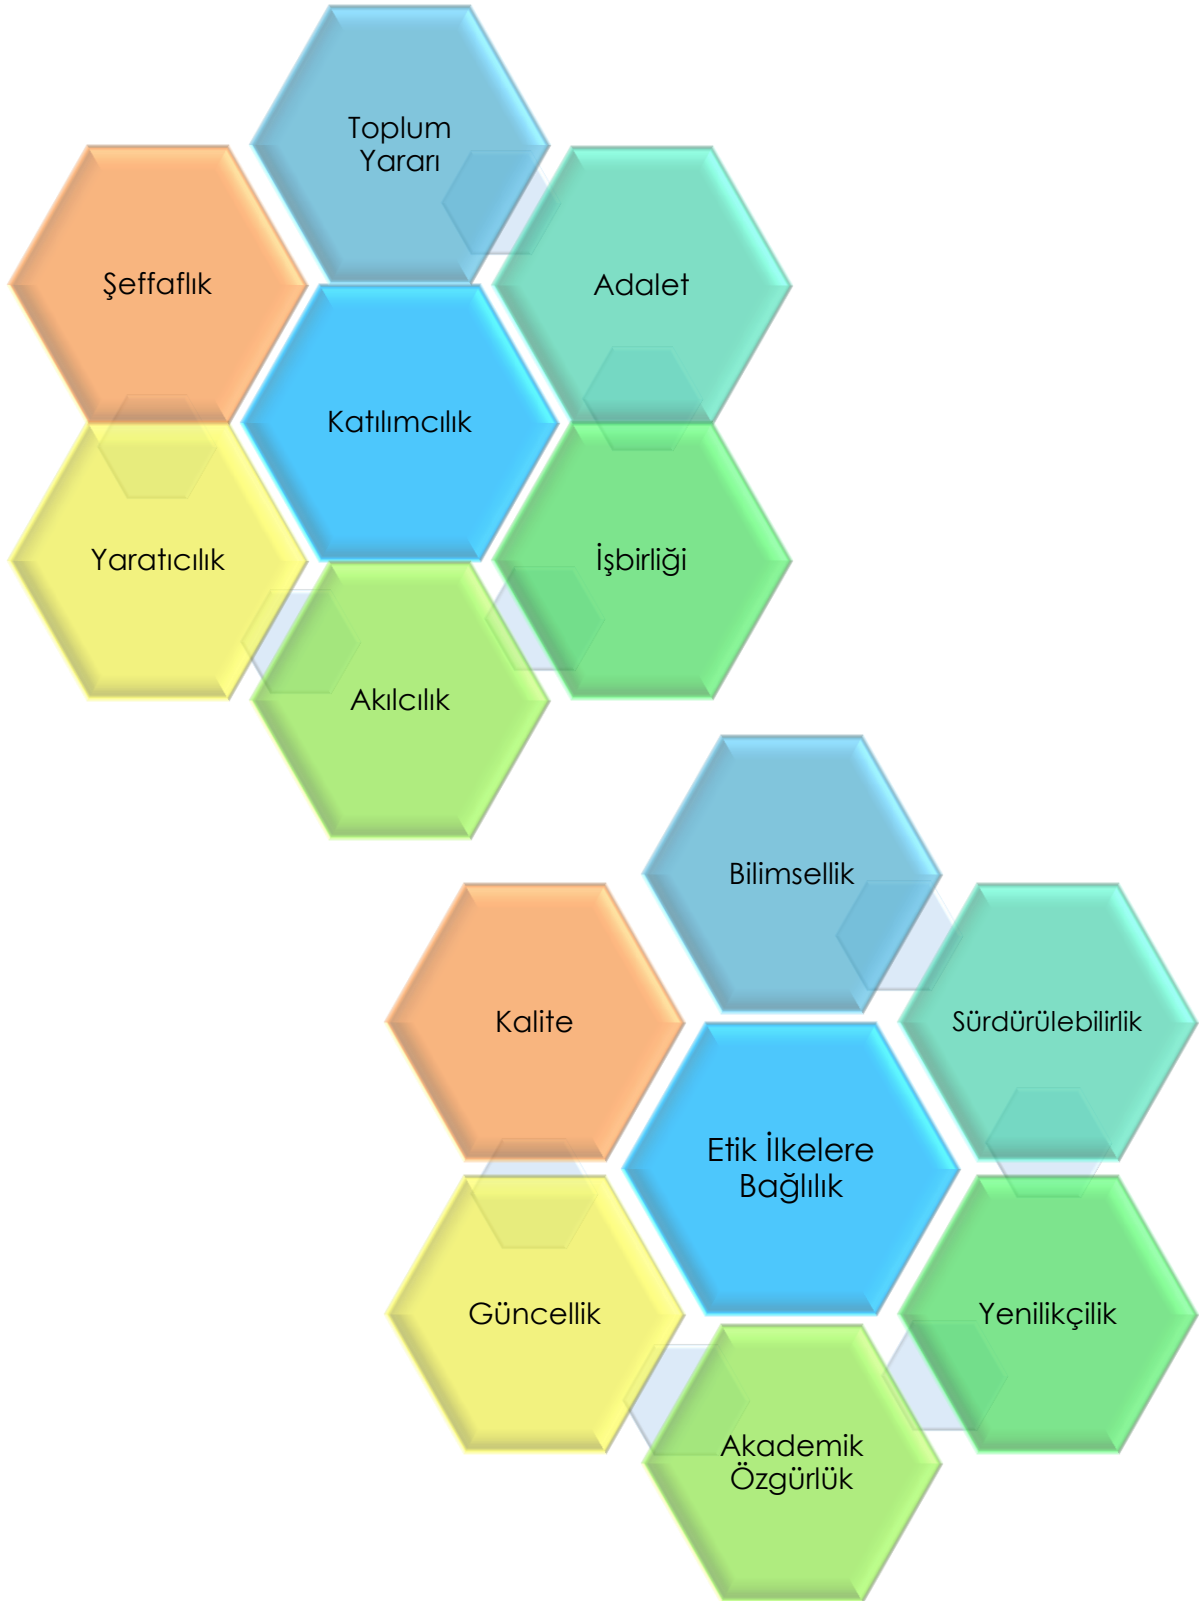 Toplum
Yararı
Şeffaflık
Adalet
Katılımcılık
Yaratıcılık
İşbirliği
Akılcılık
Bilimsellik
Kalite
Sürdürülebilirlik
Etik İlkelere
Bağlılık
Güncellik
Yenilikçilik
Akademik
Özgürlük